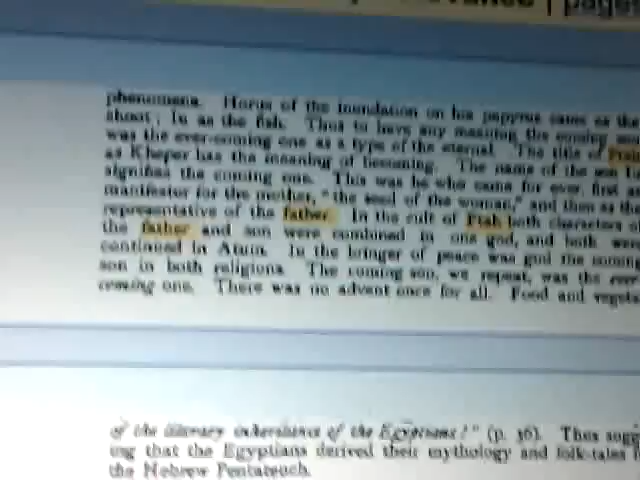 pages
phenomena. Horus of the inundation on his papyrus came as the
shoot; Iu as the fish. Thus to have any meaning the coming son
was the ever-coming one as a type of the eternal. The title of Ptah
as Kheper has the meaning of becoming. The name of the son Iu
signifies the coming one. This was he who came for ever, first as
manifestor for the mother, "the seed of the woman," and then as the
representative of the father. In the cult of Ptah both characters of
the father and son were combined in one god, and both were
continued in Atum. Iu the bringer of peace was god the coming
son in both religions. The coming son, we repeat, was the ever-
coming one. There was no advent once for all. Food and
of the literary inheritance of the Egyptians!" (p. 36). Thus
ing that the Egyptians derived their mythology and folk-tales
the Hebrew Pentateuch.